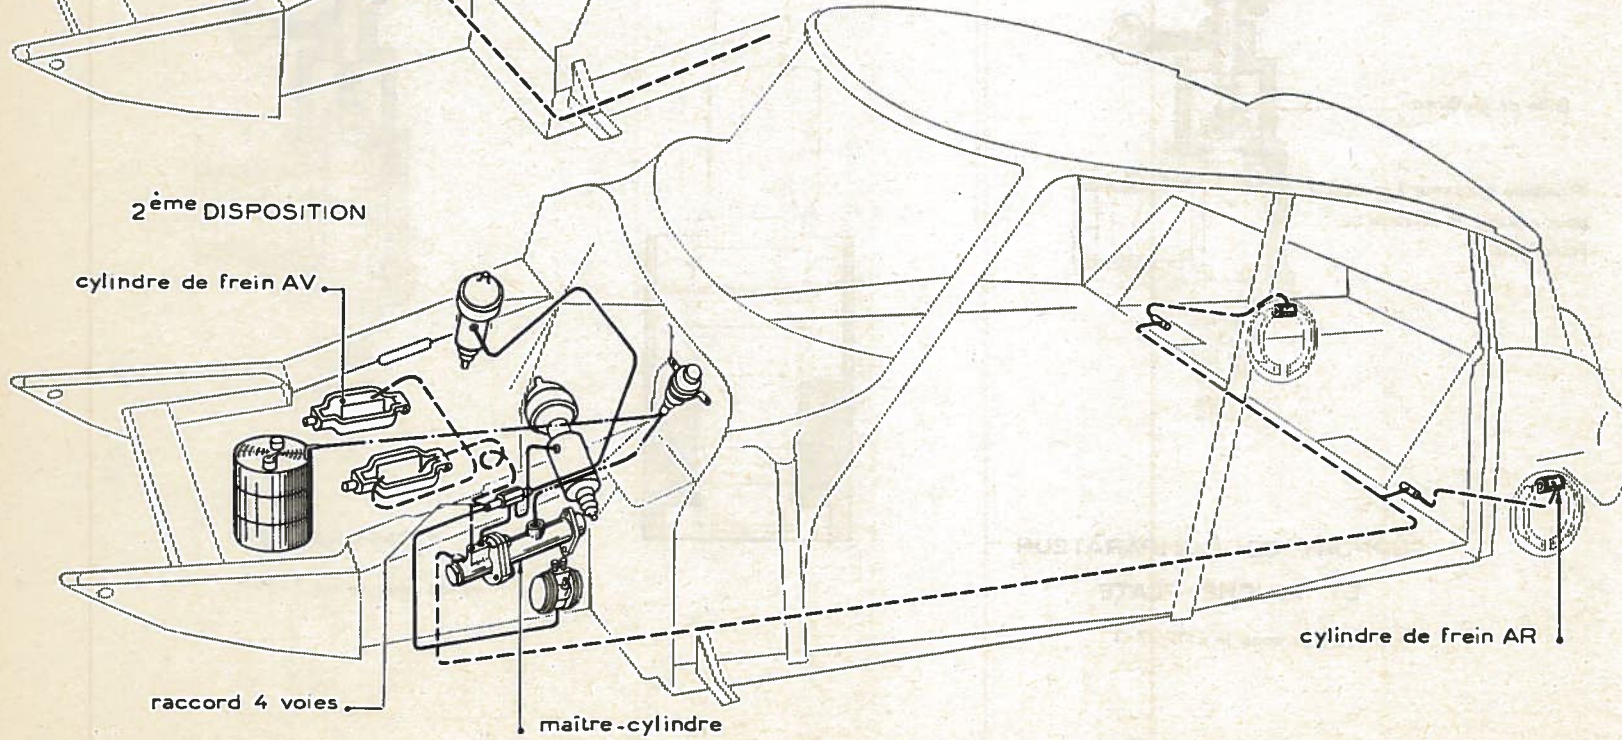 2ème DISPOSITION
cylindre de frein AV
cylindre de frein AR
raccord 4 voies
maître-cylindre